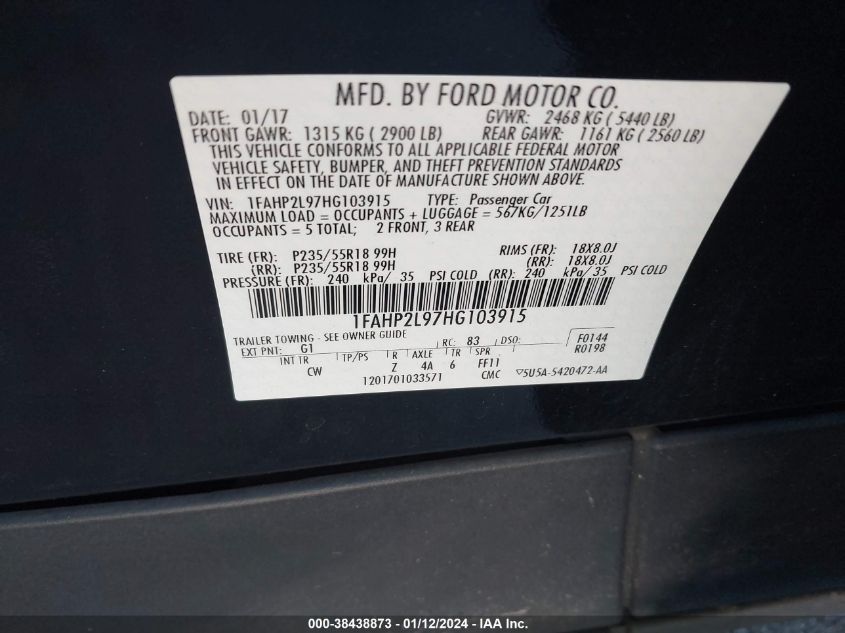 MFD. BY FORD MOTOR CO.
DATE: 01/17 GVWR: 2468 KG ( 5440 LB)
FRONT GAWR: 1315 KG ( 2900 LB) REAR GAWR: 1161 KG ( 2560 LB)
THIS VEHICLE CONFORMS TO ALL APPLICABLE FEDERAL MOTOR
VEHICLE SAFETY, BUMPER, AND THEFT PREVENTION STANDARDS
IN EFFECT ON THE DATE OF MANUFACTURE SHOWN ABOVE.
VIN: 1FAHP2L97HG103915 TYPE: Passenger Car
MAXIMUM LOAD = OCCUPANTS + LUGGAGE = 567KG/1251LB
OCCUPANTS = 5 TOTAL; 2 FRONT, 3 REAR
TIRE (FR): P235/55R18 99H RIMS (FR): 18X8.0J
(RR): P235/55R18 99H (RR): 18X8.0J
PRESSURE (FR): 240 kPa/ 35 PSI COLD (RR): 240 kPa/35 PSI COLD
1FAHP2L97HG103915
TRAILER TOWING - SEE OWNER GUIDE
EXT PNT: G1 RC: 83 DSO: F0144
R0198
INT TR TP/PS R AXLE TR SPR
CW Z 4A 6 FF11
1201701033571 CMC ▽5U5A-5420472-AA
000-38438873 - 01/12/2024 - IAA Inc.